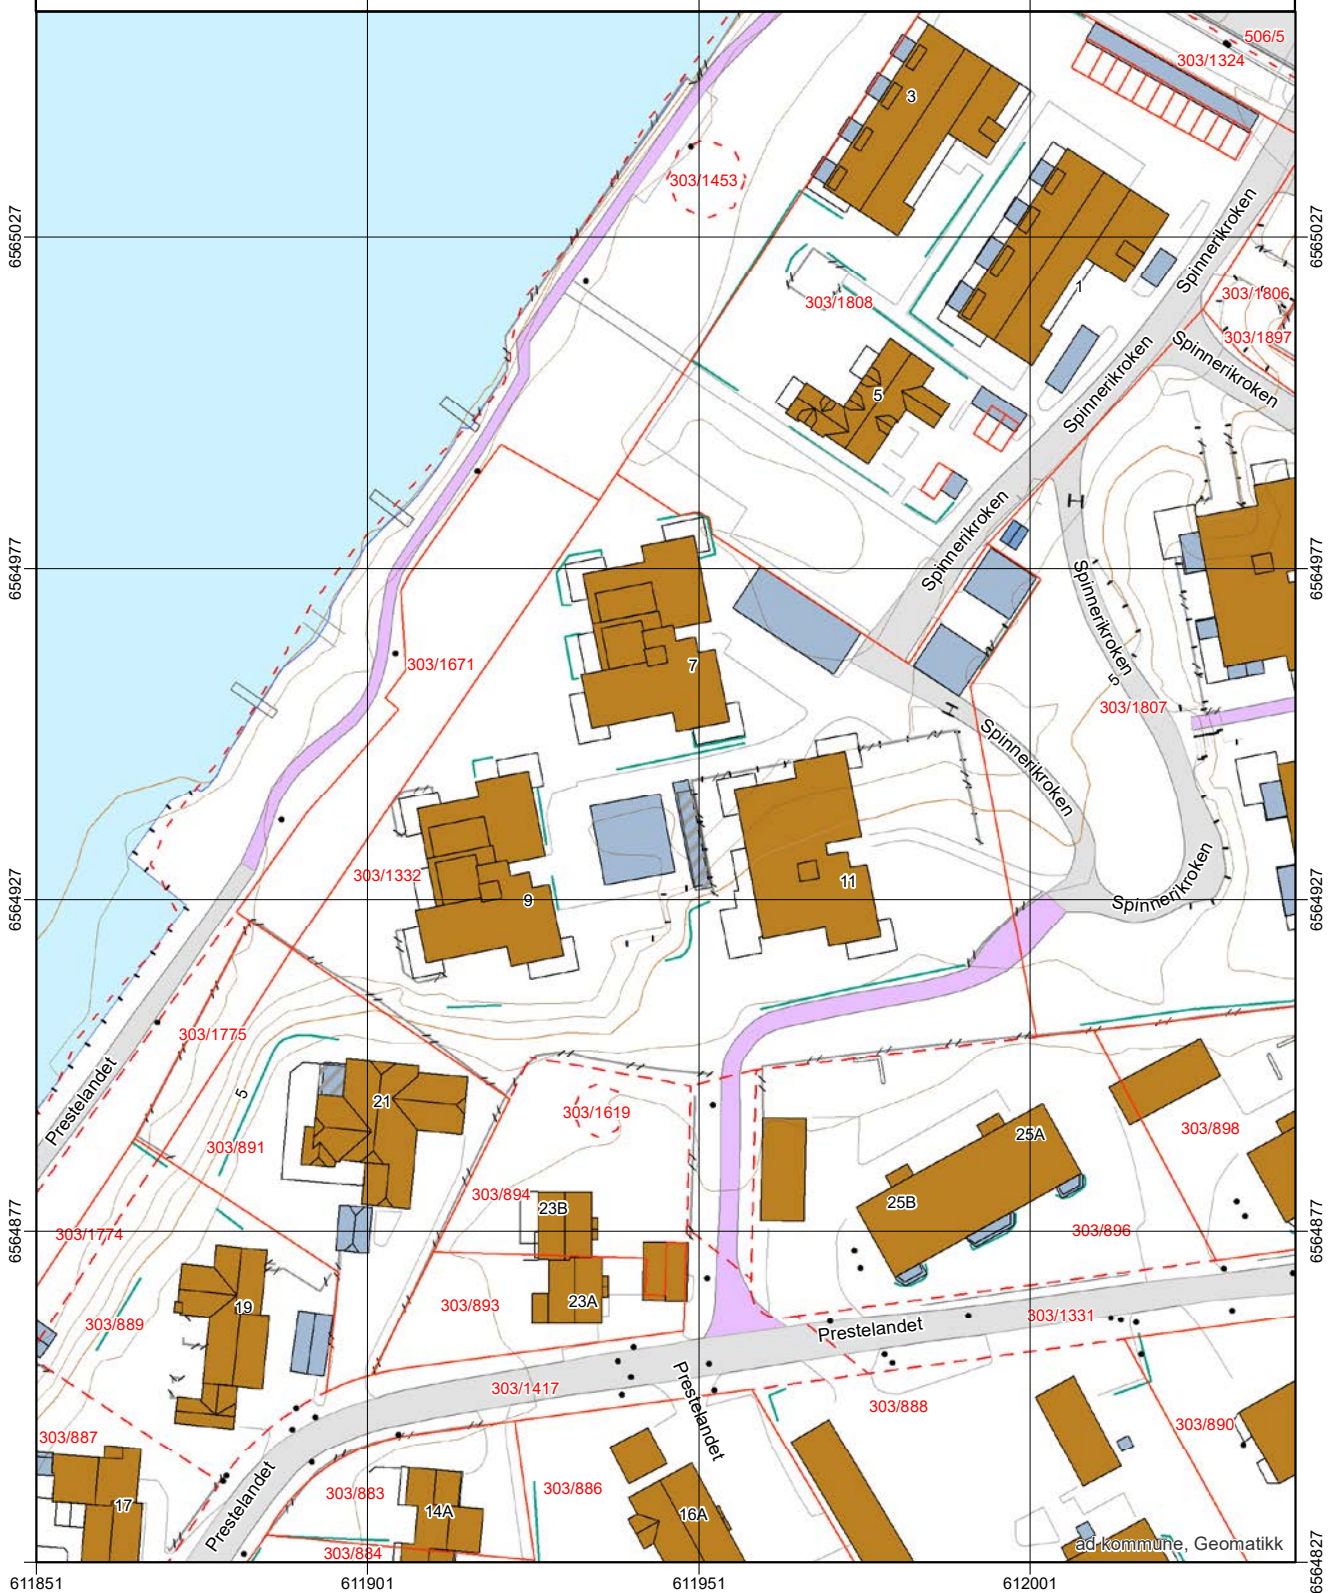 506/5
303/1324
3
303/1453
Spinnerikroken
6565027
6565027
1
303/1806
303/1808
303/1897
Spinnerikroken
Spinnerikroken
5
Spinnerikroken
6564977
6564977
Spinnerikroken
303/1671
7
5
303/1807
Spinnerikroken
303/1332
11
9
6564927
6564927
Spinnerikroken
303/1775
Prestelandet
5
21
303/1619
303/898
25A
303/891
303/894
25B
23B
303/1774
303/896
6564877
6564877
19
303/893
23A
303/889
303/1331
Prestelandet
303/1417
Prestelandet
303/888
303/890
303/887
Prestelandet
303/883
303/886
17
14A
16A
303/884
ad kommune, Geomatikk
6564827
611851
611901
611951
612001